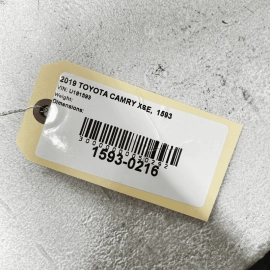 2019 TOYOTA CAMRY XSE, 1593
VIN: U181593
Weight:
Dimensions:
1593-0216